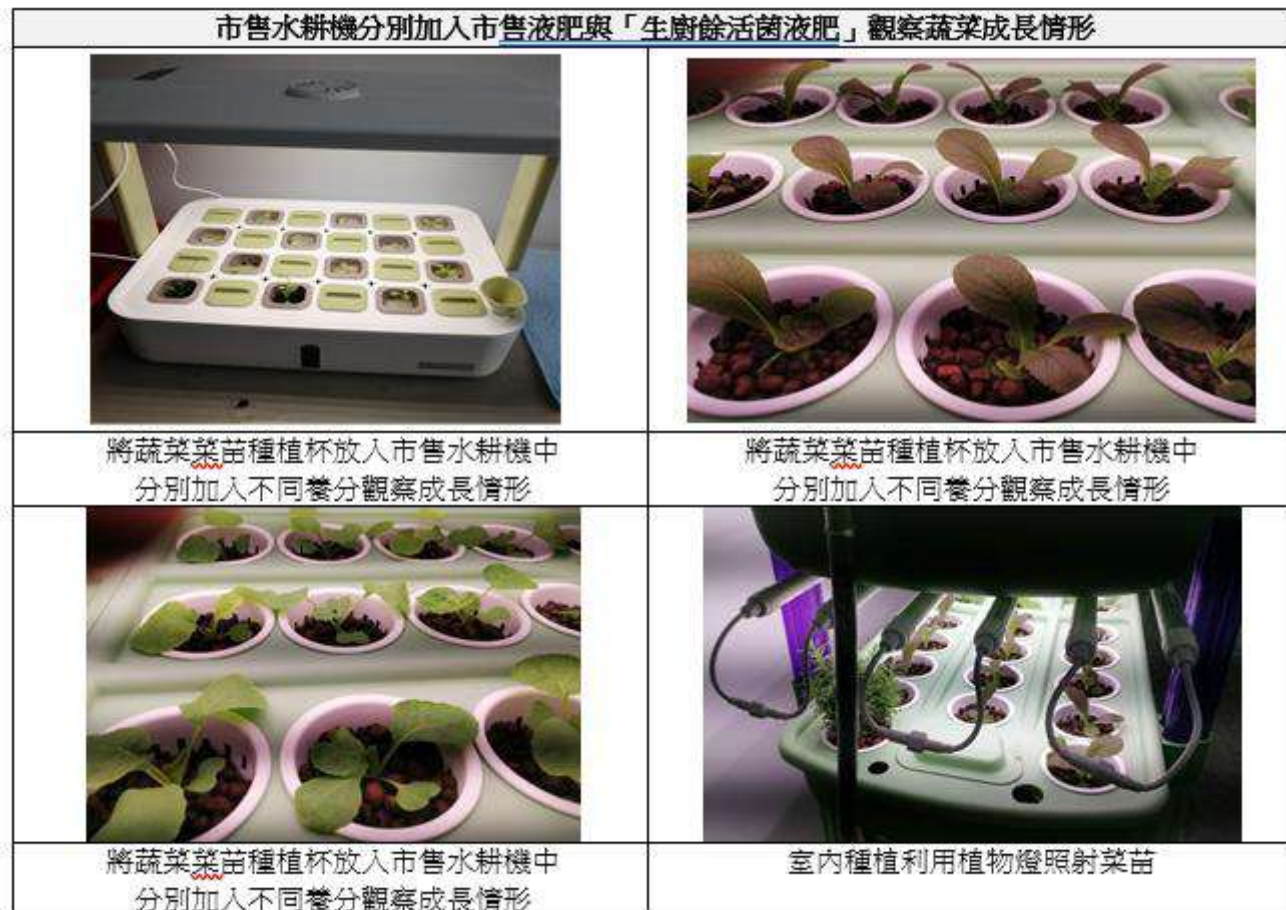 市售水耕機分別加入市售液肥與「生廚餘活菌液肥」觀察蔬菜成長情形
將蔬菜菜苗種植杯放入市售水耕機中
分別加入不同養分觀察成長情形
將蔬菜菜苗種植杯放入市售水耕機中
分別加入不同養分觀察成長情形
將蔬菜菜苗種植杯放入市售水耕機中
分別加入不同養分觀察成長情形
室內種植利用植物燈照射菜苗